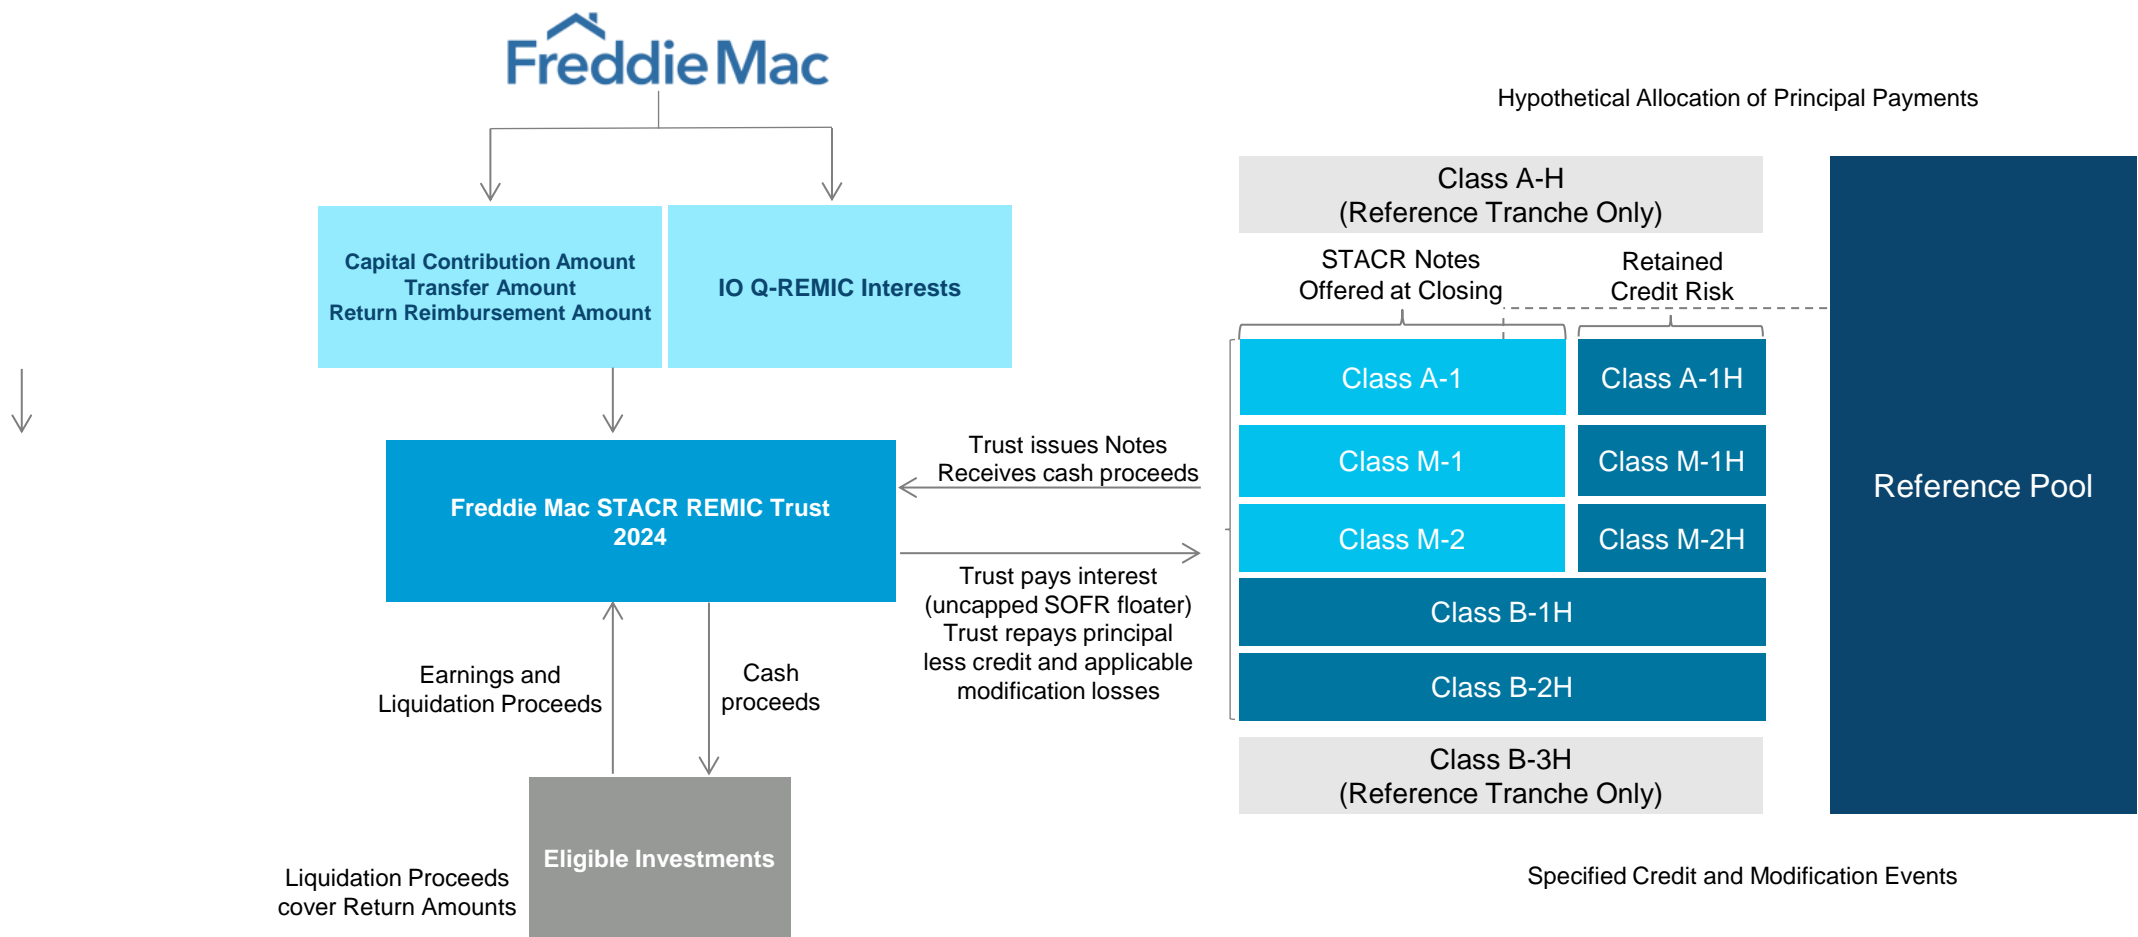 Freddie Mac
Hypothetical Allocation of Principal Payments
Capital Contribution Amount
Transfer Amount
Return Reimbursement Amount
IO Q-REMIC Interests
Freddie Mac STACR REMIC Trust
2024
Trust issues Notes
Receives cash proceeds
Trust pays interest
(uncapped SOFR floater)
Trust repays principal
less credit and applicable
modification losses
Earnings and
Liquidation Proceeds
Cash
proceeds
Eligible Investments
Liquidation Proceeds
cover Return Amounts
Class A-H
(Reference Tranche Only)
STACR Notes
Offered at Closing
Retained
Credit Risk
Class A-1
Class A-1H
Class M-1
Class M-1H
Class M-2
Class M-2H
Class B-1H
Class B-2H
Class B-3H
(Reference Tranche Only)
Reference Pool
Specified Credit and Modification Events